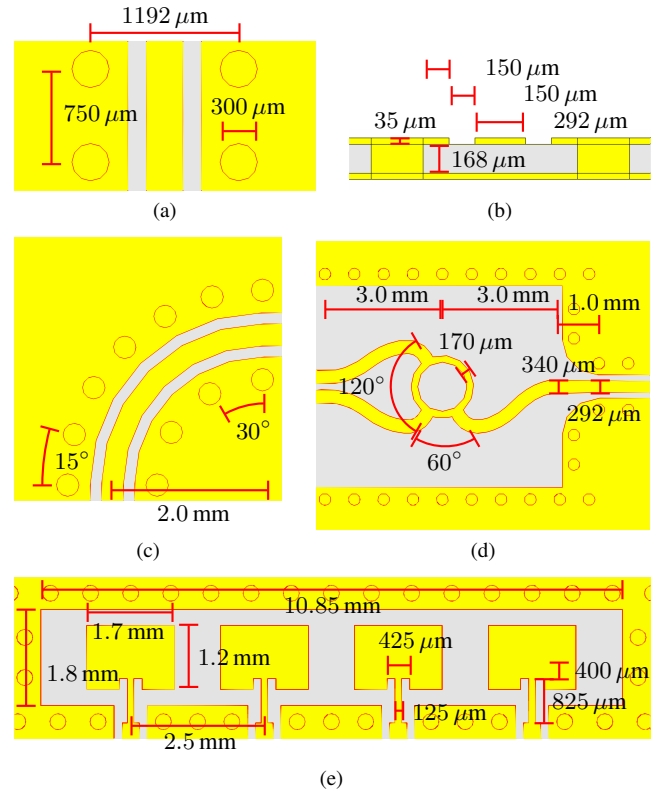 1192 μm
750 μm
300 μm
(a)
150 μm
150 μm
35 μm
292 μm
168 μm
(b)
15°
30°
2.0 mm
(c)
3.0 mm
3.0 mm
1.0 mm
170 μm
340 μm
120°
292 μm
60°
(d)
10.85 mm
1.7 mm
1.2 mm
425 μm
400 μm
1.8 mm
825 μm
125 μm
2.5 mm
(e)